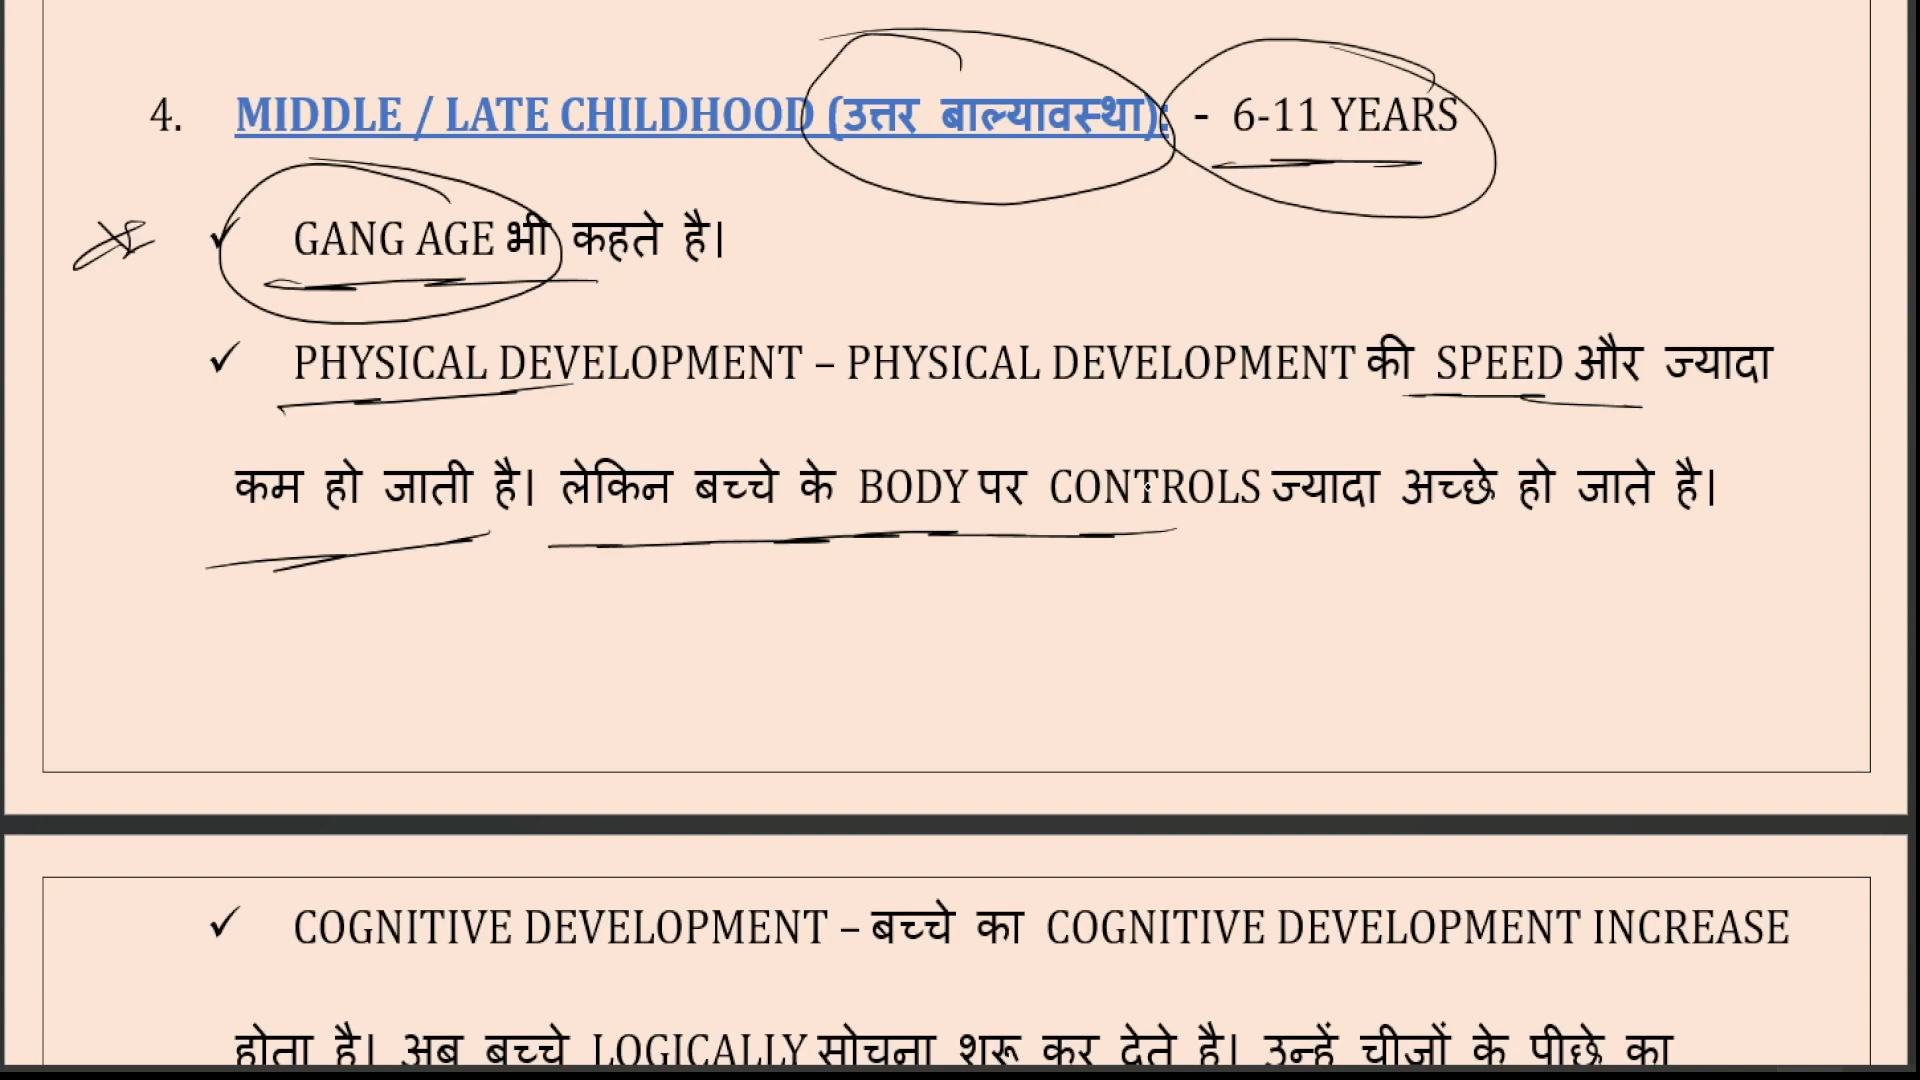 4. MIDDLE / LATE CHILDHOOD (उत्तर बाल्यावस्था): - 6-11 YEARS
✓ GANG AGE भी कहते है।
✓ PHYSICAL DEVELOPMENT – PHYSICAL DEVELOPMENT की SPEED और ज्यादा
कम हो जाती है। लेकिन बच्चे के BODY पर CONTROLS ज्यादा अच्छे हो जाते है।
✓ COGNITIVE DEVELOPMENT – बच्चे का COGNITIVE DEVELOPMENT INCREASE
होता है। अब बच्चे LOGICALLY सोचना शुरू कर देते है। उन्हें चीजों के पीछे का